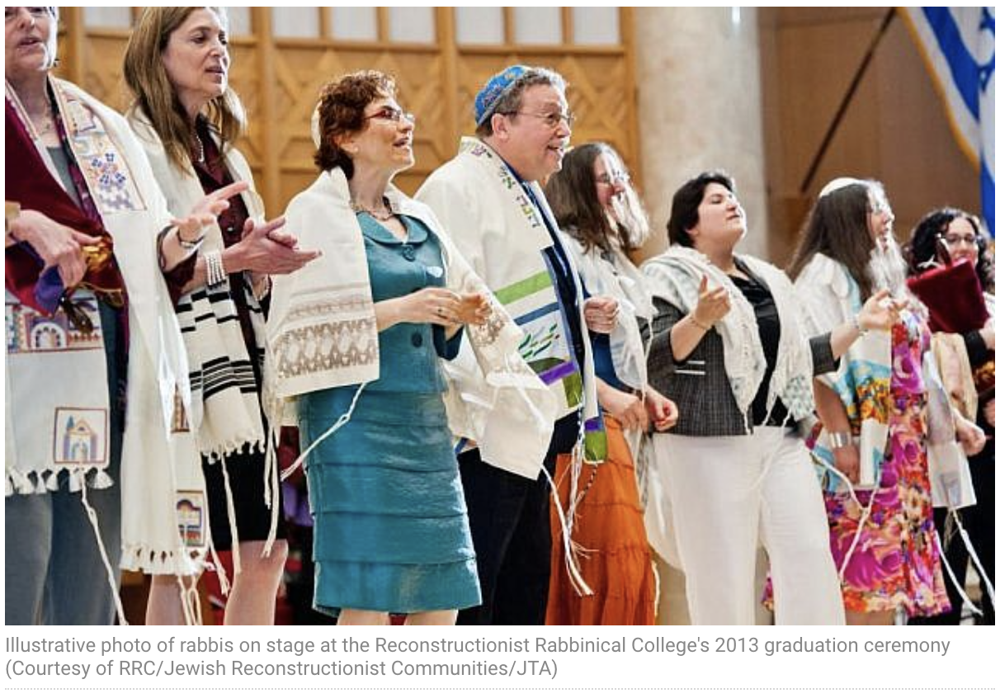 Illustrative photo of rabbis on stage at the Reconstructionist Rabbinical College's 2013 graduation ceremony
(Courtesy of RRC/Jewish Reconstructionist Communities/JTA)